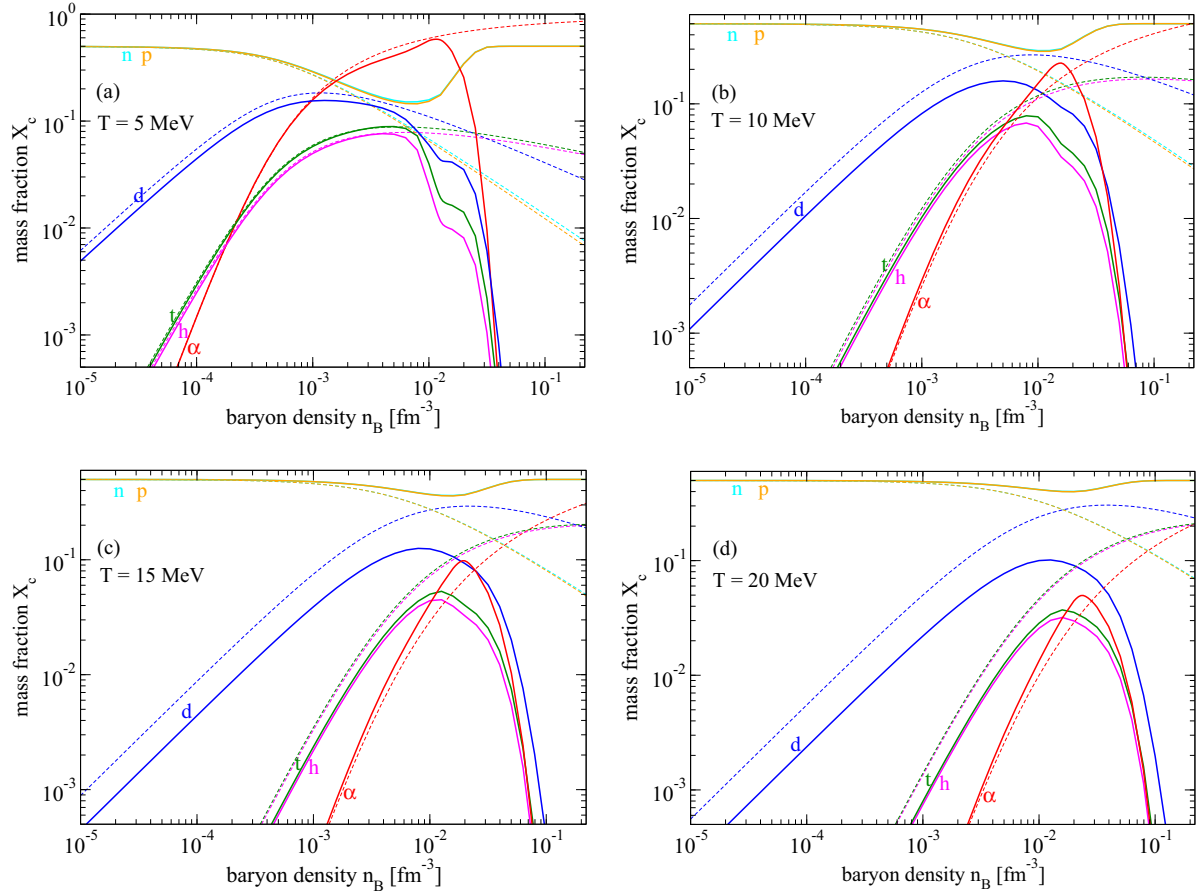 10^0
n p
(a)
T = 5 MeV
10^-1
d
10^-2
t h α
10^-3
mass fraction X_c
10^-5 10^-4 10^-3 10^-2 10^-1
baryon density n_B [fm^-3]
n p
(b)
T = 10 MeV
10^-1
d
10^-2
t h
α
10^-3
mass fraction X_c
10^-5 10^-4 10^-3 10^-2 10^-1
baryon density n_B [fm^-3]
n p
(c)
T = 15 MeV
10^-1
10^-2
d
t h
α
10^-3
mass fraction X_c
10^-5 10^-4 10^-3 10^-2 10^-1
baryon density n_B [fm^-3]
n p
(d)
T = 20 MeV
10^-1
10^-2
d
t h
α
10^-3
mass fraction X_c
10^-5 10^-4 10^-3 10^-2 10^-1
baryon density n_B [fm^-3]